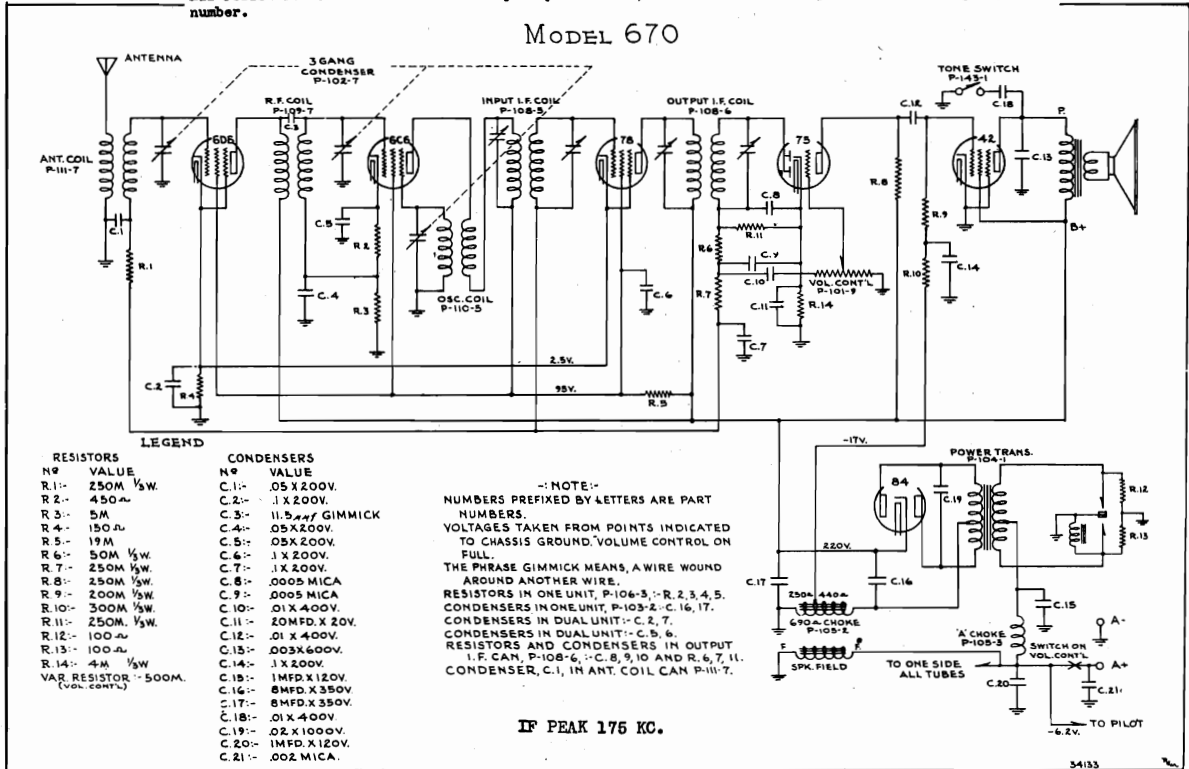 number.
MODEL 670
ANTENNA
3 GANG
CONDENSER
P-102-7
R.F. COIL
P-109-7
C.3
INPUT I.F. COIL
P-108-5
OUTPUT I.F. COIL
P-108-6
TONE SWITCH
P-143-1
C.12
C.18
P.
6D6
6C6
78
75
42
ANT. COIL
P-111-7
C.13
C.1
R.1
C.5
R.2
C.4
R.3
OSC. COIL
P-110-5
C.6
C.8
R.11
R.6
C.10
R.7
C.11
R.14
VOL. CONT'L
P-101-9
C.7
R.8
R.9
R.10
C.14
B+
2.5V.
95V.
C.2
R.4
R.5
-17V.
LEGEND
RESISTORS
Nº VALUE
R.1:- 250M ⅓W.
R 2.- 450 Ω
R 3:- 5M
R.4:- 150 Ω
R.5.- 19M
R 6:- 50M ⅓W.
R.7:- 250M ⅓W.
R.8:- 250M ⅓W.
R.9:- 200M ⅓W.
R.10:- 300M ⅓W.
R.11:- 250M. ⅓W.
R.12:- 100 Ω
R.13:- 100 Ω
R.14:- 4M ⅓W
VAR. RESISTOR:- 500M.
(VOL. CONT'L)
CONDENSERS
Nº VALUE
C.1:- .05 X 200V.
C.2:- .1 X 200V.
C.3:- 11.5 GIMMICK
C.4:- .05X200V.
C.5:- .05X200V.
C.6:- .1 X 200V.
C.7:- .1 X 200V.
C.8:- .0005 MICA
C.9:- .0005 MICA
C.10:- .01 X 400V.
C.11:- 20MFD. X 20V.
C.12:- .01 X 400V.
C.13:- .003X600V.
C.14:- .1 X 200V.
C.15:- 1MFD.X120V.
C.16:- 8MFD.X350V.
C.17:- 8MFD.X350V.
C.18:- .01 X 400V.
C.19:- .02 X 1000V.
C.20:- 1MFD.X120V.
C.21:- .002 MICA.
-:NOTE:-
NUMBERS PREFIXED BY LETTERS ARE PART
NUMBERS.
VOLTAGES TAKEN FROM POINTS INDICATED
TO CHASSIS GROUND. VOLUME CONTROL ON
FULL.
THE PHRASE GIMMICK MEANS, A WIRE WOUND
AROUND ANOTHER WIRE.
RESISTORS IN ONE UNIT, P-106-3,:-R.2,3,4,5.
CONDENSERS IN ONE UNIT, P-103-2:-C.16, 17.
CONDENSERS IN DUAL UNIT:-C.2,7.
CONDENSERS IN DUAL UNIT:-C.5,6.
RESISTORS AND CONDENSERS IN OUTPUT
I.F. CAN, P-108-6,:-C.8,9,10 AND R.6,7,11.
CONDENSER, C.1, IN ANT. COIL CAN P-111-7.
IF PEAK 175 KC.
POWER TRANS.
P-104-1
84
C.19
R.12
R.13
220V.
C.17
C.16
250Ω 440Ω
690Ω CHOKE
P-105-2
F
SPK. FIELD
C.15
'A' CHOKE
P-105-3
A-
SWITCH ON
VOL. CONT'L
A+
TO ONE SIDE
ALL TUBES
C.20
C.21
-6.2V.
TO PILOT
34133